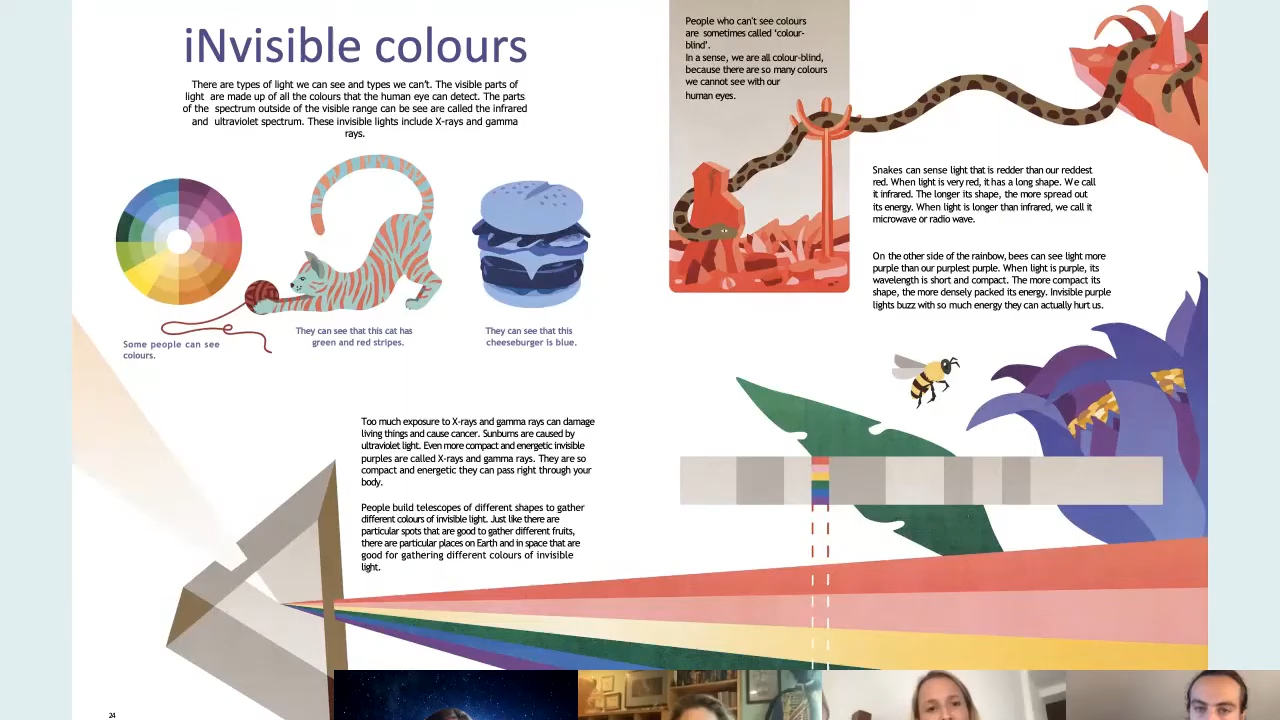 iNvisible colours
There are types of light we can see and types we can't. The visible parts of
light are made up of all the colours that the human eye can detect. The parts
of the spectrum outside of the visible range can be see are called the infrared
and ultraviolet spectrum. These invisible lights include X-rays and gamma
rays.
Some people can see
colours.
They can see that this cat has
green and red stripes.
They can see that this
cheeseburger is blue.
Too much exposure to X-rays and gamma rays can damage
living things and cause cancer. Sunburns are caused by
ultraviolet light. Even more compact and energetic invisible
purples are called X-rays and gamma rays. They are so
compact and energetic they can pass right through your
body.
People build telescopes of different shapes to gather
different colours of invisible light. Just like there are
particular spots that are good to gather different fruits,
there are particular places on Earth and in space that are
good for gathering different colours of invisible
light.
24
People who can't see colours
are sometimes called 'colour-
blind'.
In a sense, we are all colour-blind,
because there are so many colours
we cannot see with our
human eyes.
Snakes can sense light that is redder than our reddest
red. When light is very red, it has a long shape. We call
it infrared. The longer its shape, the more spread out
its energy. When light is longer than infrared, we call it
microwave or radio wave.
On the other side of the rainbow, bees can see light more
purple than our purplest purple. When light is purple, its
wavelength is short and compact. The more compact its
shape, the more densely packed its energy. Invisible purple
lights buzz with so much energy they can actually hurt us.